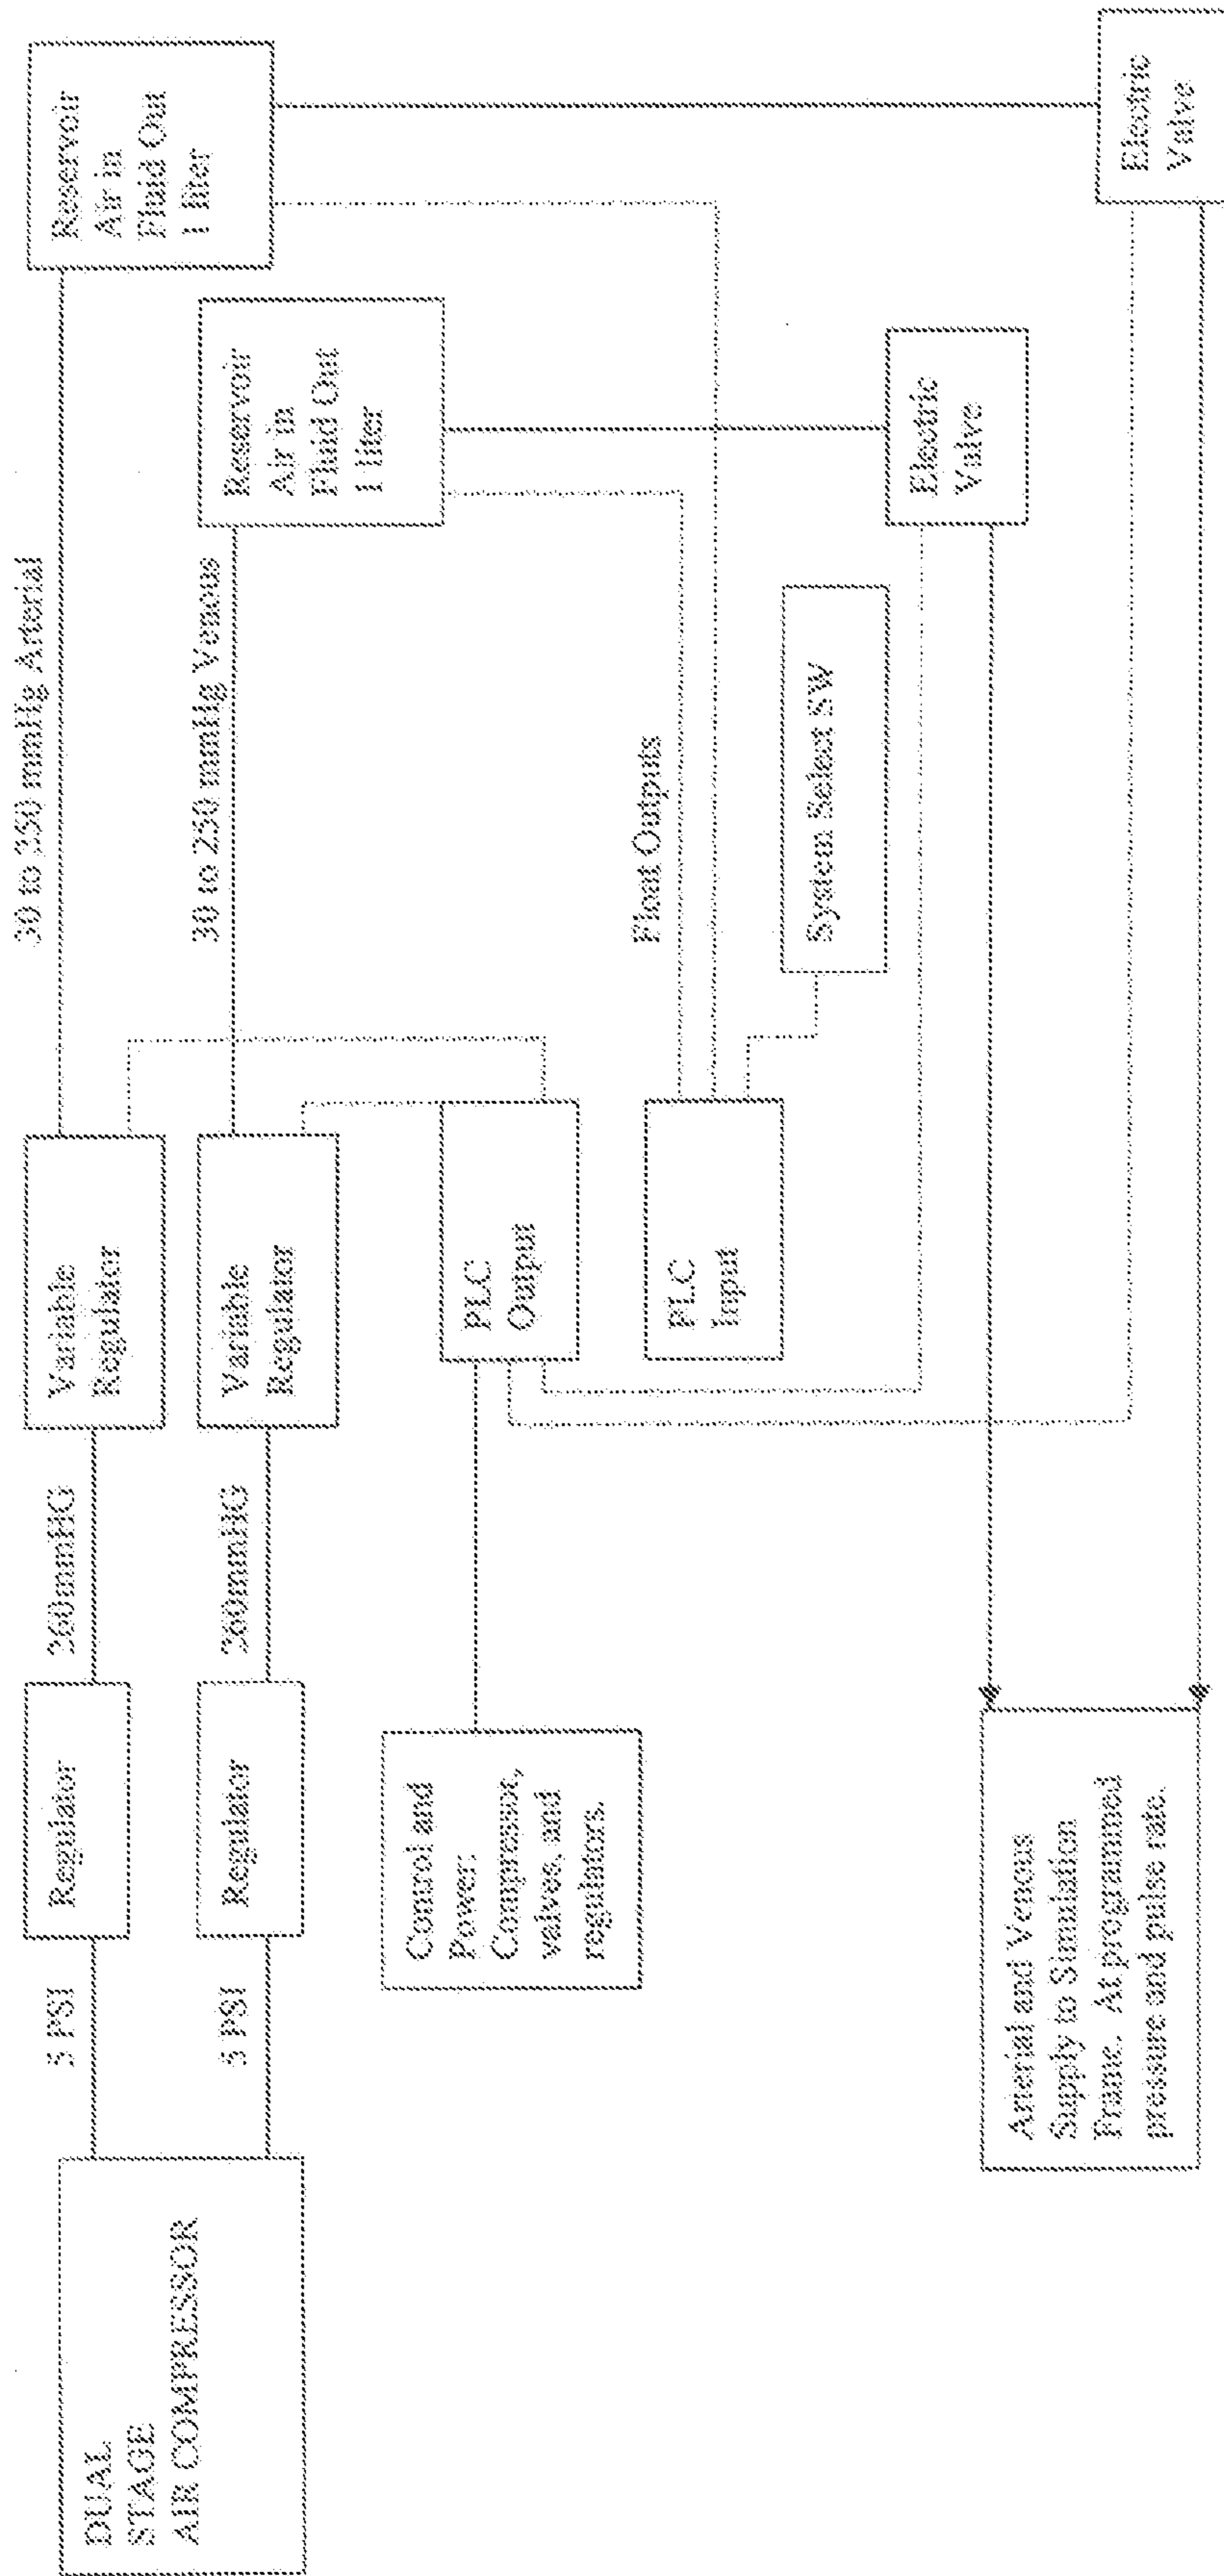 DUAL
STAGE
AIR COMPRESSOR
5 PSI
5 PSI
Regulator
Regulator
360mmHG
360mmHG
Variable
Regulator
Variable
Regulator
30 to 350 mmHg Arterial
30 to 250 mmHg Venous
Reservoir
Air in
Fluid Out
1 liter
Reservoir
Air in
Fluid Out
1 liter
Control and
Power:
Compressor,
valves, and
regulators.
PLC
Output
PLC
Input
Float Outputs
System Select SW
Electric
Valve
Electric
Valve
Arterial and Venous
Supply to Simulation
Frame. At programmed
pressure and pulse rate.